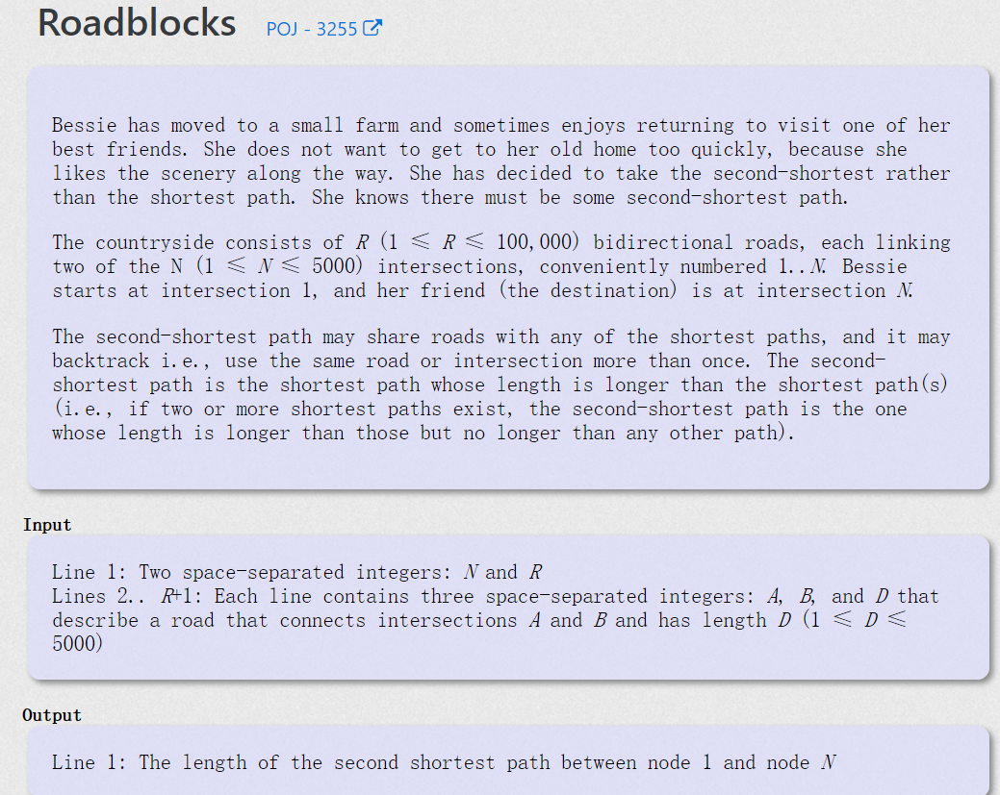 Roadblocks POJ - 3255
Bessie has moved to a small farm and sometimes enjoys returning to visit one of her
best friends. She does not want to get to her old home too quickly, because she
likes the scenery along the way. She has decided to take the second-shortest rather
than the shortest path. She knows there must be some second-shortest path.
The countryside consists of R (1 ≤ R ≤ 100,000) bidirectional roads, each linking
two of the N (1 ≤ N ≤ 5000) intersections, conveniently numbered 1..N. Bessie
starts at intersection 1, and her friend (the destination) is at intersection N.
The second-shortest path may share roads with any of the shortest paths, and it may
backtrack i.e., use the same road or intersection more than once. The second-
shortest path is the shortest path whose length is longer than the shortest path(s)
(i.e., if two or more shortest paths exist, the second-shortest path is the one
whose length is longer than those but no longer than any other path).
Input
Line 1: Two space-separated integers: N and R
Lines 2.. R+1: Each line contains three space-separated integers: A, B, and D that
describe a road that connects intersections A and B and has length D (1 ≤ D ≤
5000)
Output
Line 1: The length of the second shortest path between node 1 and node N